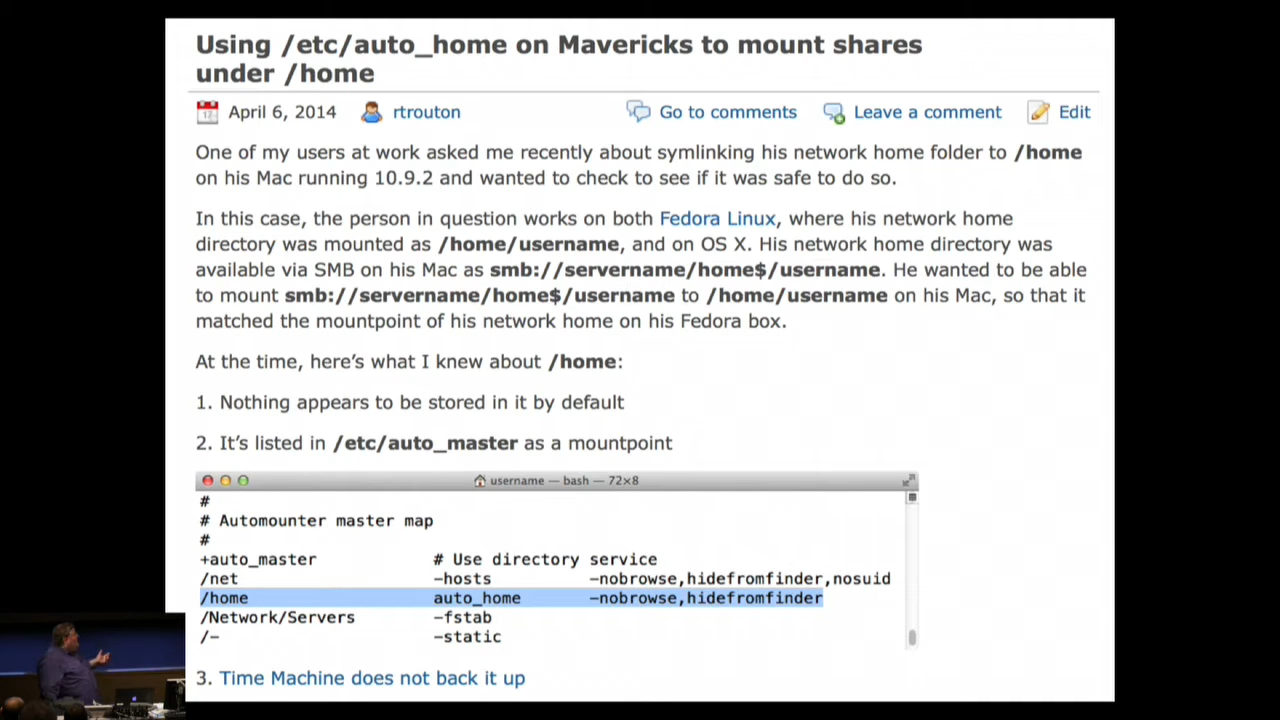 Using /etc/auto_home on Mavericks to mount shares
under /home
April 6, 2014 rtrouton Go to comments Leave a comment Edit
One of my users at work asked me recently about symlinking his network home folder to /home
on his Mac running 10.9.2 and wanted to check to see if it was safe to do so.
In this case, the person in question works on both Fedora Linux, where his network home
directory was mounted as /home/username, and on OS X. His network home directory was
available via SMB on his Mac as smb://servername/home$/username. He wanted to be able
to mount smb://servername/home$/username to /home/username on his Mac, so that it
matched the mountpoint of his network home on his Fedora box.
At the time, here’s what I knew about /home:
1. Nothing appears to be stored in it by default
2. It’s listed in /etc/auto_master as a mountpoint
username — bash — 72×8
#
# Automounter master map
#
+auto_master # Use directory service
/net -hosts -nobrowse,hidefromfinder,nosuid
/home auto_home -nobrowse,hidefromfinder
/Network/Servers -fstab
/- -static
3. Time Machine does not back it up